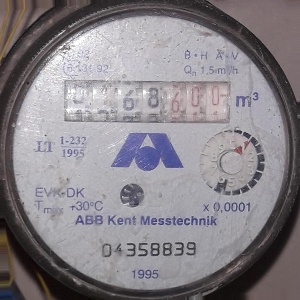 B · H A - V
Qn 1,5 m³/h
m³
LT 1-232
1995
EVK-DK
Tmax +30°C
x 0,0001
ABB Kent Messtechnik
04358839
1995